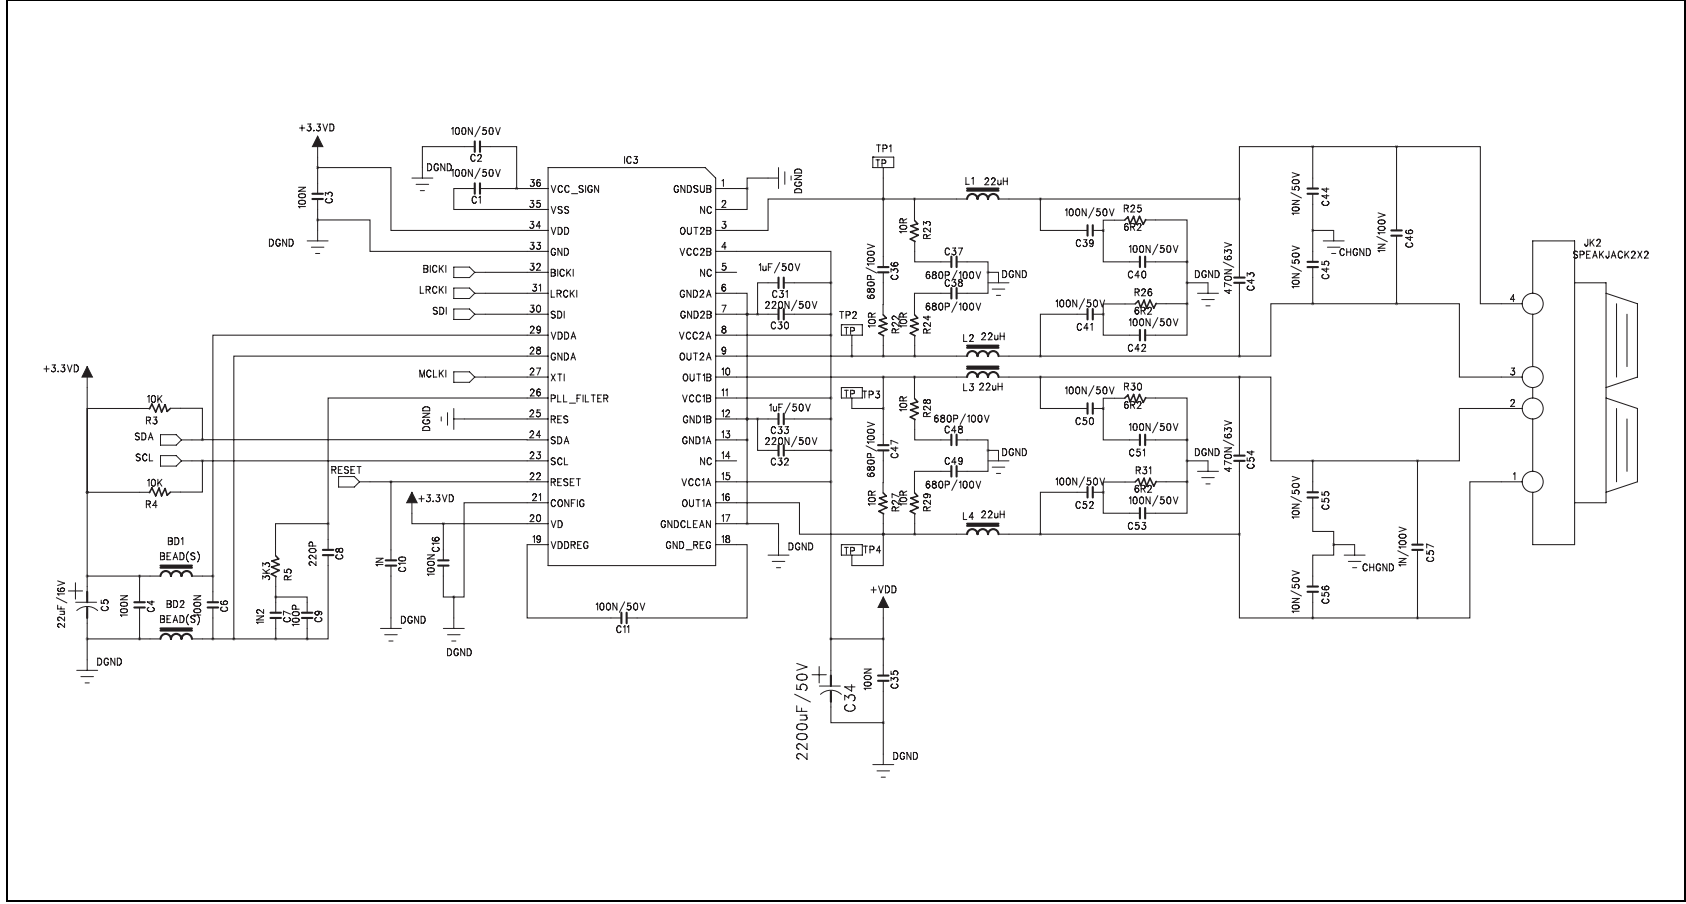 +3.3VD
100N
C3
DGND
100N/50V
C2
DGND
100N/50V
C1
IC3
36 VCC_SIGN
35 VSS
34 VDD
33 GND
32 BICKI
31 LRCKI
30 SDI
29 VDDA
28 GNDA
27 XTI
26 PLL_FILTER
25 RES
24 SDA
23 SCL
22 RESET
21 CONFIG
20 VD
19 VDDREG
GNDSUB 1
NC 2
OUT2B 3
VCC2B 4
NC 5
GND2A 6
GND2B 7
VCC2A 8
OUT2A 9
OUT1B 10
VCC1B 11
GND1B 12
GND1A 13
NC 14
VCC1A 15
OUT1A 16
GNDCLEAN 17
GND_REG 18
BICKI
LRCKI
SDI
MCLKI
DGND
+3.3VD
10K
R3
SDA
SCL
10K
R4
RESET
+3.3VD
BD1
BEAD(S)
BD2
BEAD(S)
22uF/16V
C5
100N
C4
100N
C6
DGND
3K3
R5
220P
C8
1N2
C7
100P
C9
1N
C10
DGND
100N
C16
DGND
100N/50V
C11
DGND
1uF/50V
C31
220N/50V
C30
1uF/50V
C33
220N/50V
C32
DGND
TP1
TP
TP2
TP
TP TP3
TP TP4
680P/100V
C36
10R
R22
10R
R23
C37
680P/100V
C38
680P/100V
10R
R24
DGND
L1 22uH
L2 22uH
L3 22uH
L4 22uH
680P/100V
C47
10R
R27
10R
R28
680P/100V
C48
C49
680P/100V
10R
R29
DGND
100N/50V
C39
R25
6R2
100N/50V
C40
100N/50V
C41
R26
6R2
100N/50V
C42
DGND
470N/63V
C43
100N/50V
C50
R30
6R2
100N/50V
C51
100N/50V
C52
R31
6R2
100N/50V
C53
DGND
470N/63V
C54
10N/50V
C44
10N/50V
C45
CHGND
1N/100V
C46
10N/50V
C55
10N/50V
C56
CHGND
1N/100V
C57
JK2
SPEAKJACK2X2
4
3
2
1
+VDD
2200uF/50V
C34
100N
C35
DGND